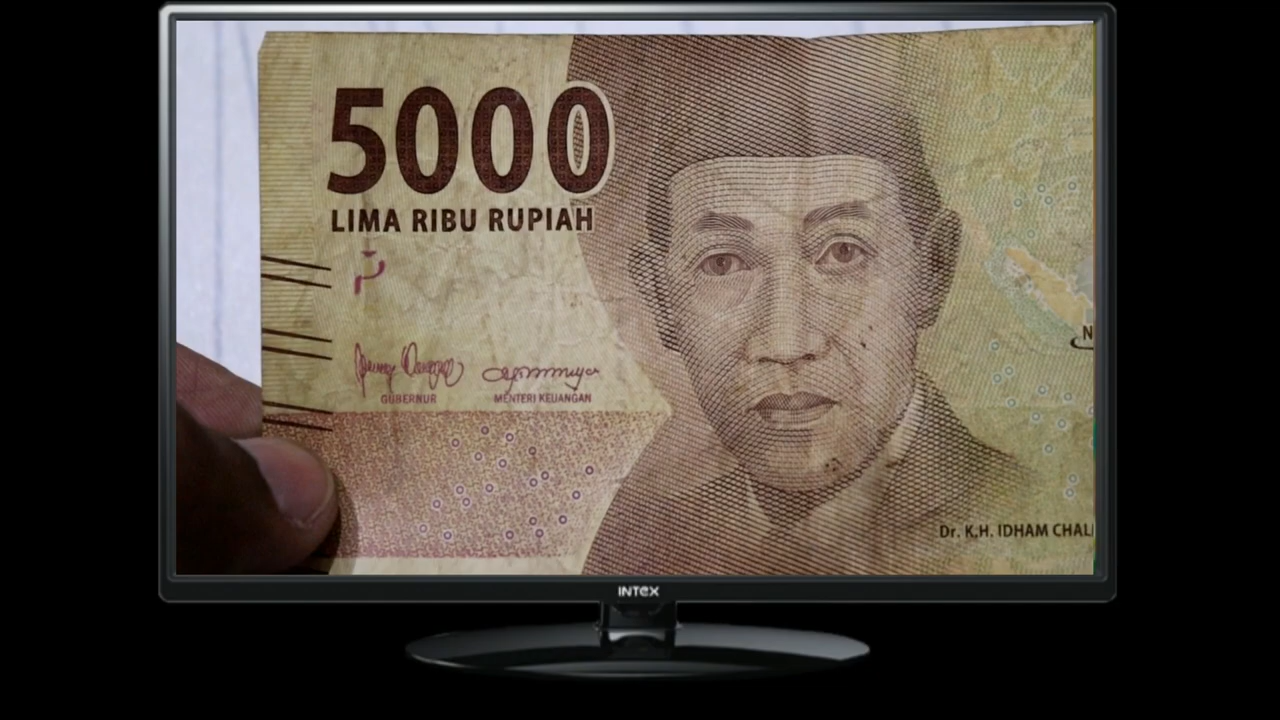 5000
LIMA RIBU RUPIAH
GUBERNUR
MENTERI KEUANGAN
N
Dr. K.H. IDHAM CHAL
INTEX